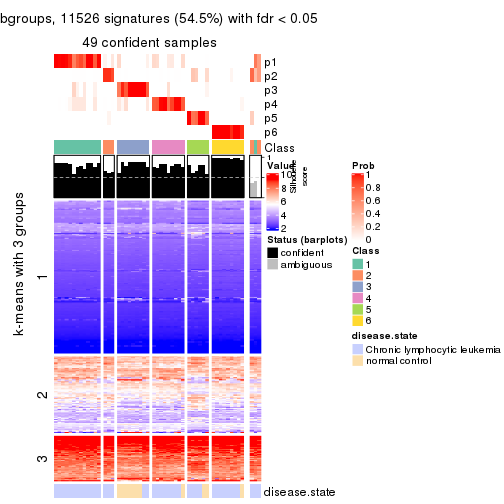 bgroups, 11526 signatures (54.5%) with fdr < 0.05
49 confident samples
p1
p2
p3
p4
p5
p6
Class
1
Silhouette
score
Value
10
8
6
4
2
Status (barplots)
confident
ambiguous
Prob
1
0.8
0.6
0.4
0.2
0
Class
1
2
3
4
5
6
disease.state
Chronic lymphocytic leukemia
normal control
k-means with 3 groups
1
2
3
disease.state